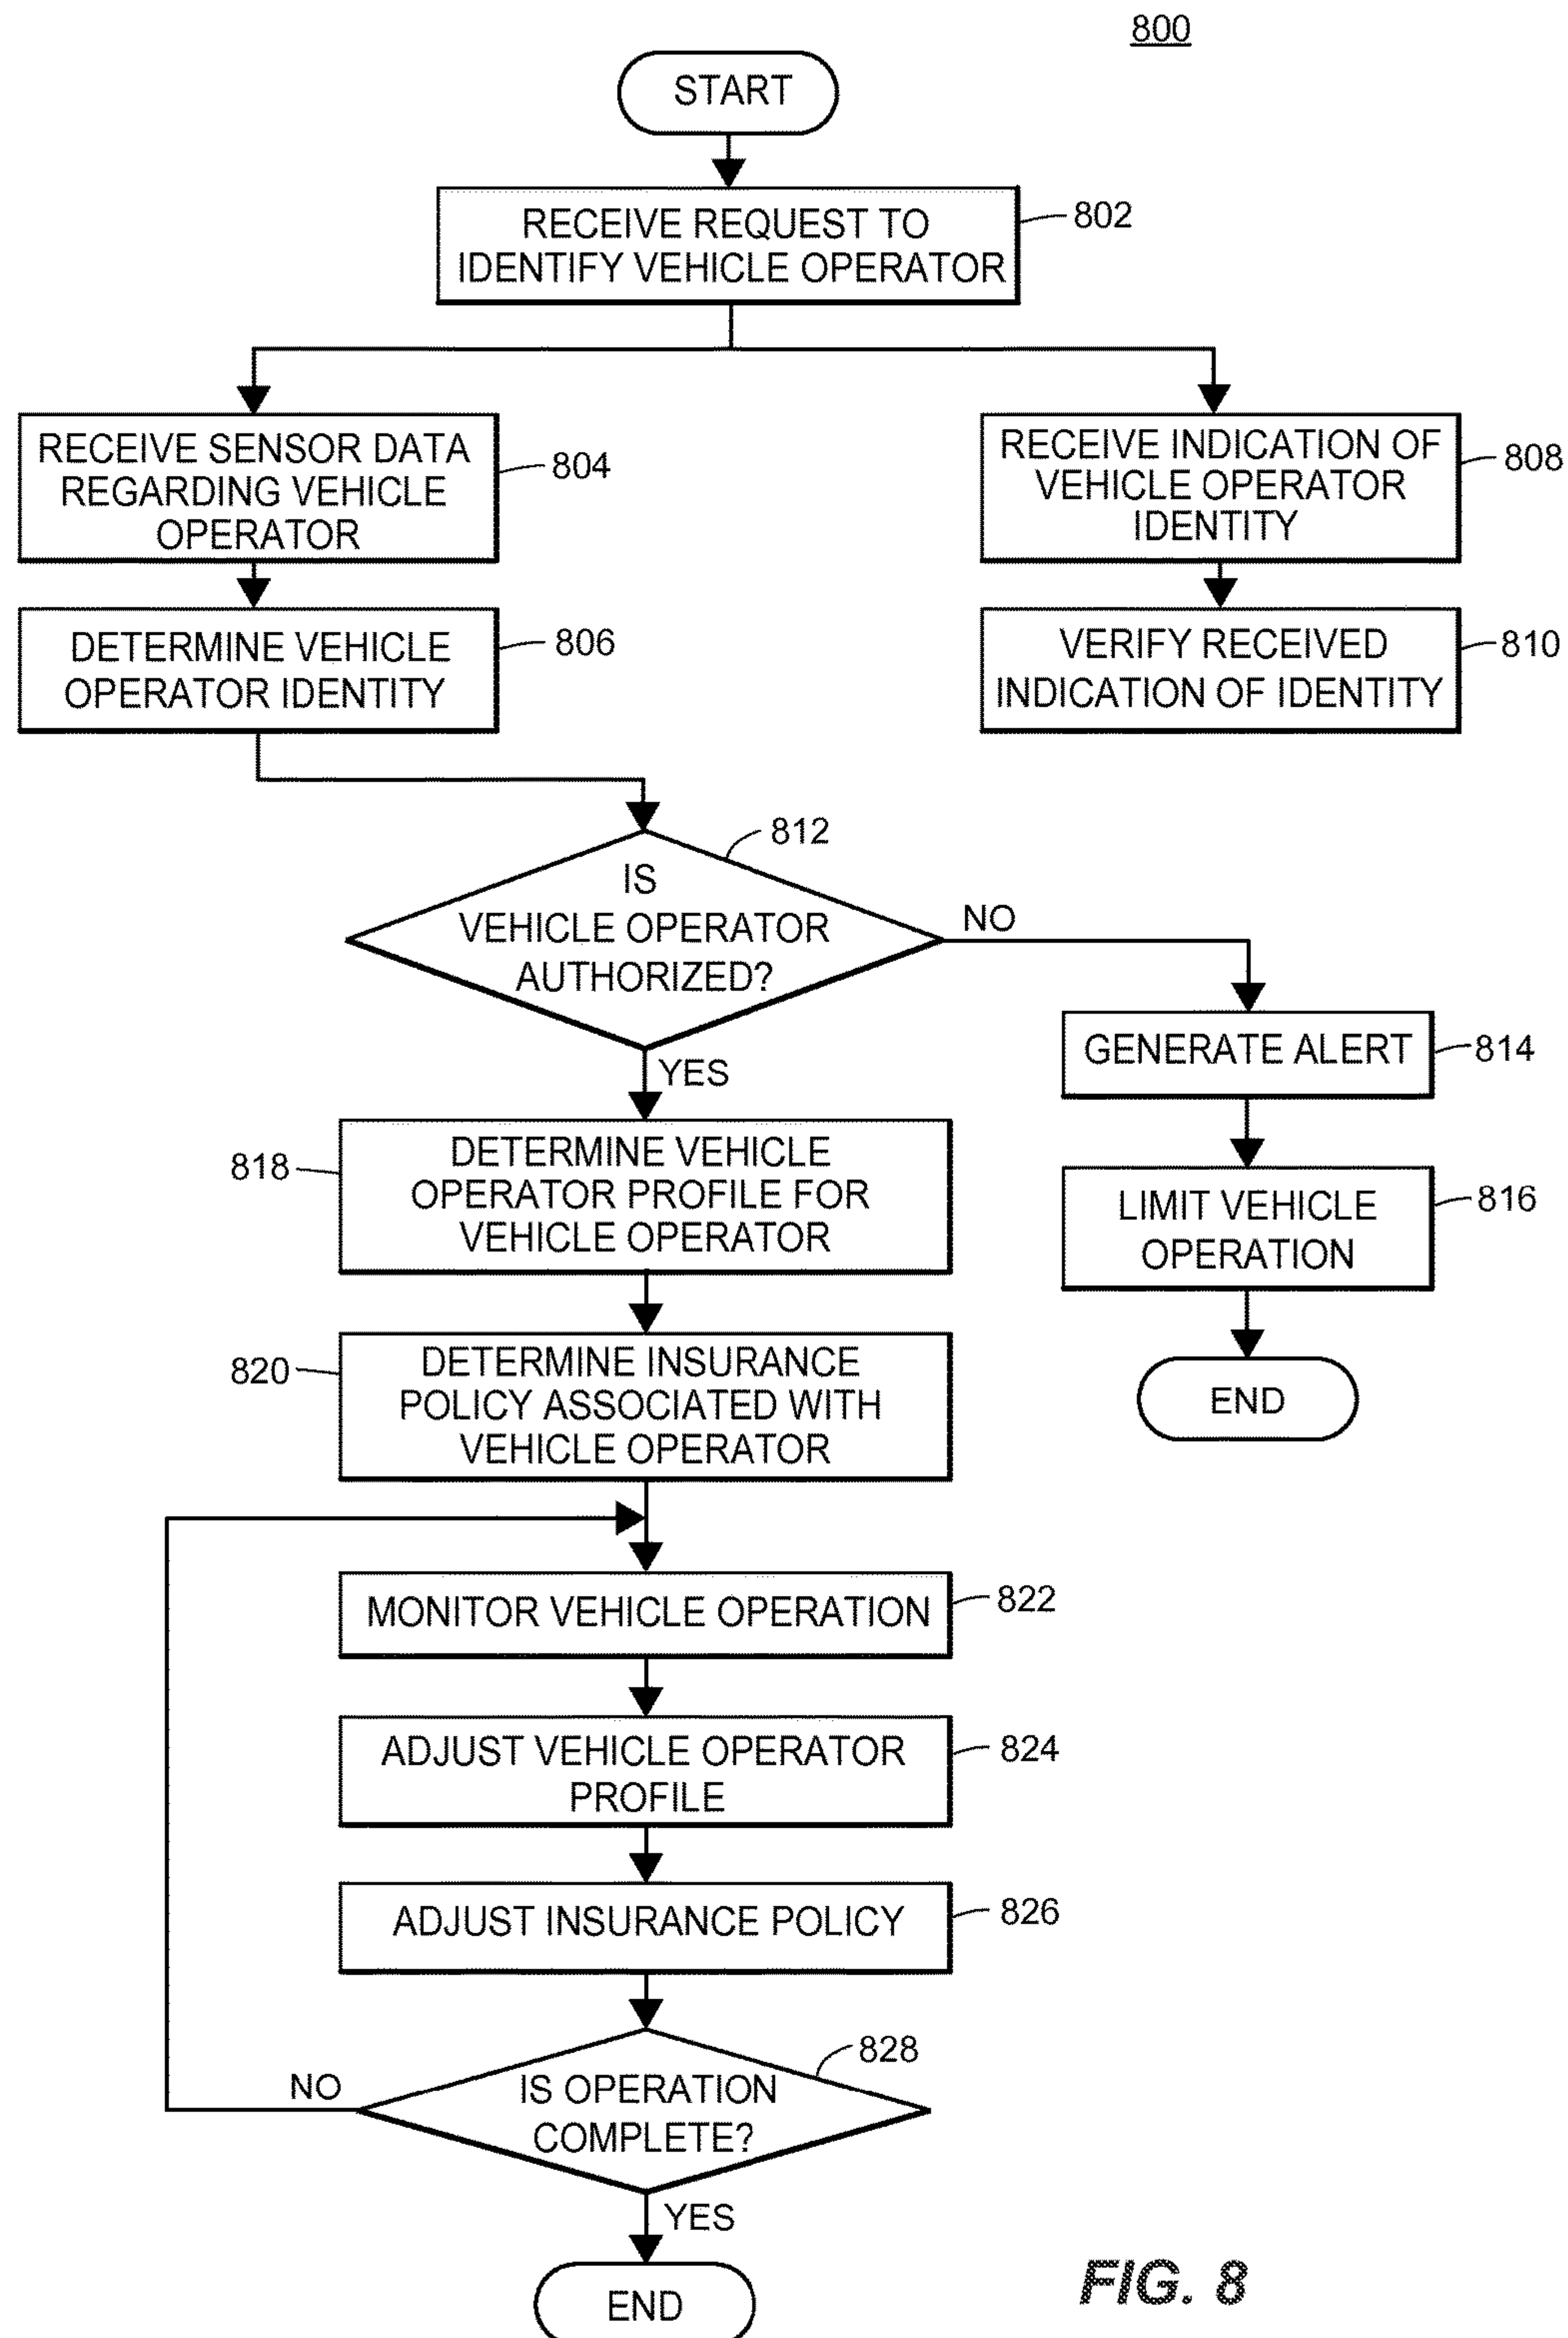 800
START
RECEIVE REQUEST TO
IDENTIFY VEHICLE OPERATOR
802
RECEIVE SENSOR DATA
REGARDING VEHICLE
OPERATOR
804
RECEIVE INDICATION OF
VEHICLE OPERATOR
IDENTITY
808
DETERMINE VEHICLE
OPERATOR IDENTITY
806
VERIFY RECEIVED
INDICATION OF IDENTITY
810
812
IS
VEHICLE OPERATOR
AUTHORIZED?
NO
YES
GENERATE ALERT
814
818
DETERMINE VEHICLE
OPERATOR PROFILE FOR
VEHICLE OPERATOR
LIMIT VEHICLE
OPERATION
816
820
DETERMINE INSURANCE
POLICY ASSOCIATED WITH
VEHICLE OPERATOR
END
MONITOR VEHICLE OPERATION
822
ADJUST VEHICLE OPERATOR
PROFILE
824
ADJUST INSURANCE POLICY
826
828
IS OPERATION
COMPLETE?
NO
YES
END
FIG. 8